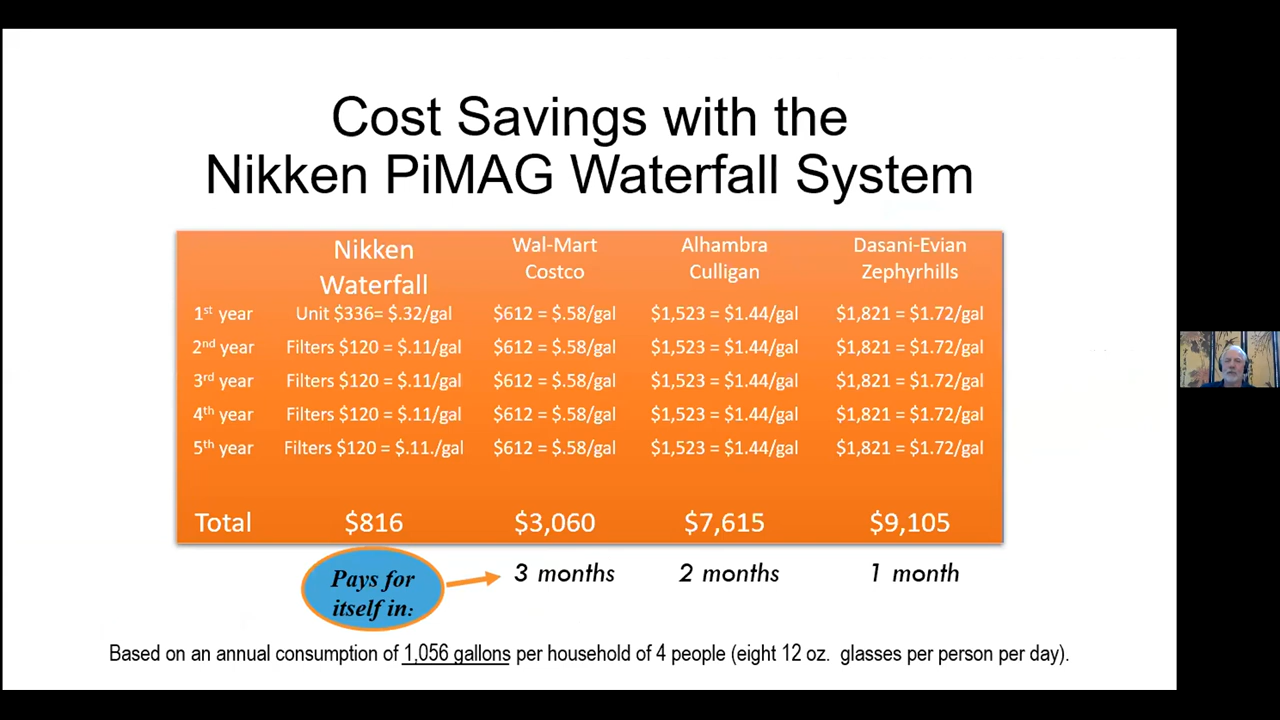 Cost Savings with the
Nikken PiMAG Waterfall System
Nikken Waterfall Wal-Mart Costco Alhambra Culligan Dasani-Evian Zephyrhills
1st year Unit $336= $.32/gal $612 = $.58/gal $1,523 = $1.44/gal $1,821 = $1.72/gal
2nd year Filters $120 = $.11/gal $612 = $.58/gal $1,523 = $1.44/gal $1,821 = $1.72/gal
3rd year Filters $120 = $.11/gal $612 = $.58/gal $1,523 = $1.44/gal $1,821 = $1.72/gal
4th year Filters $120 = $.11/gal $612 = $.58/gal $1,523 = $1.44/gal $1,821 = $1.72/gal
5th year Filters $120 = $.11./gal $612 = $.58/gal $1,523 = $1.44/gal $1,821 = $1.72/gal
Total $816 $3,060 $7,615 $9,105
Pays for
itself in:
3 months 2 months 1 month
Based on an annual consumption of 1,056 gallons per household of 4 people (eight 12 oz. glasses per person per day).